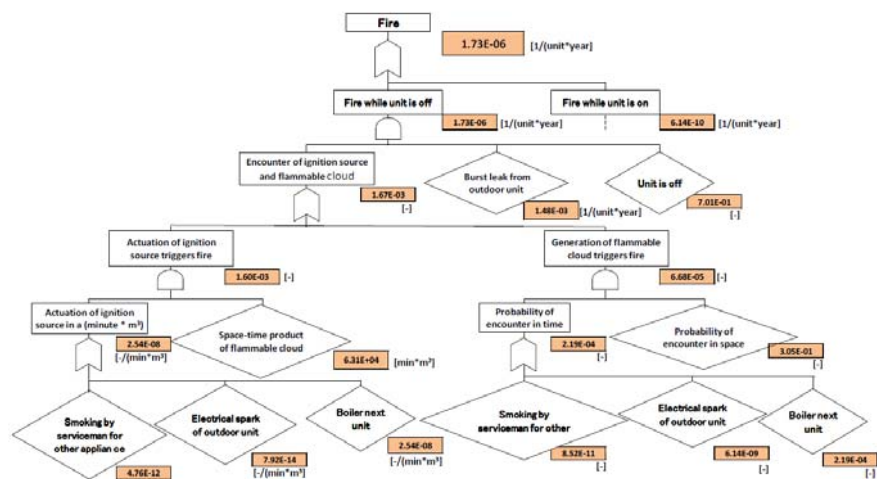 Fire
1.73E-06 [1/(unit*year]
Fire while unit is off
Fire while unit is on
1.73E-06 [1/(unit*year]
6.14E-10 [1/(unit*year]
Encounter of ignition source
and flammable cloud
1.67E-03
[-]
Burst leak from
outdoor unit
1.48E-03 [1/(unit*year]
Unit is off
7.01E-01
[-]
Actuation of ignition
source triggers fire
1.60E-03 [-]
Generation of flammable
cloud triggers fire
6.68E-05 [-]
Actuation of ignition
source in a (minute * m³)
2.54E-08
[-/(min*m³]
Space-time product
of flammable cloud
6.31E+04 [min*m³]
Probability of
encounter in time
2.19E-04
[-]
Probability of
encounter in space
3.05E-01
[-]
Smoking by
serviceman for
other applian ce
4.76E-12
Electrical spark
of outdoor unit
7.92E-14
[-/(min*m³)
Boiler next
unit
2.54E-08
[-/(min*m³)
Smoking by
serviceman for other
8.52E-11
[-]
Electrical spark
of outdoor unit
6.14E-09
[-]
Boiler next
unit
2.19E-04
[-]